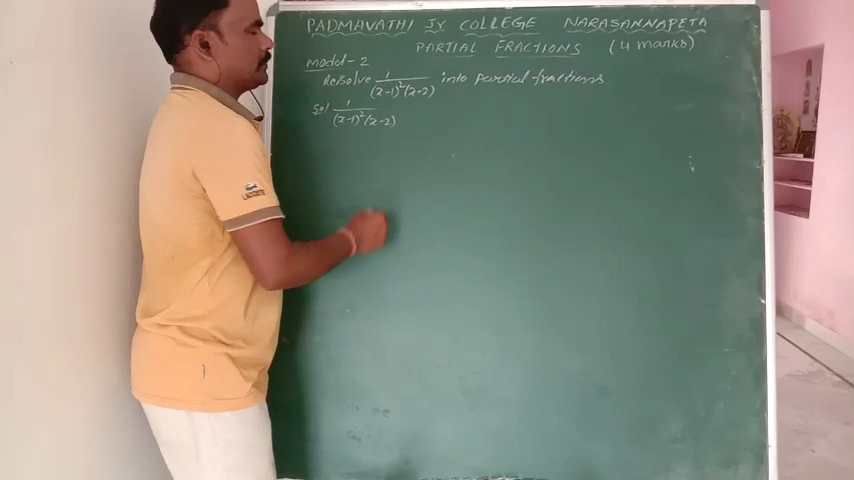 PADMAVATHI Jr COLLEGE NARASANNAPETA
PARTIAL FRACTIONS (4 marks)
Model-2
Resolve 1/((x-1)²(x-2)) into partial fractions
Sol 1/((x-1)²(x-2))